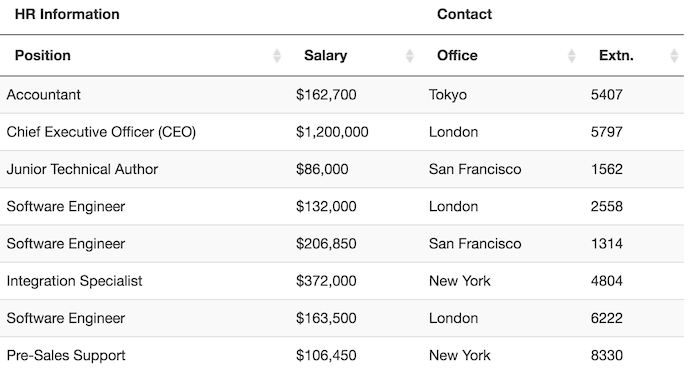 HR Information Contact
Position Salary Office Extn.
Accountant $162,700 Tokyo 5407
Chief Executive Officer (CEO) $1,200,000 London 5797
Junior Technical Author $86,000 San Francisco 1562
Software Engineer $132,000 London 2558
Software Engineer $206,850 San Francisco 1314
Integration Specialist $372,000 New York 4804
Software Engineer $163,500 London 6222
Pre-Sales Support $106,450 New York 8330